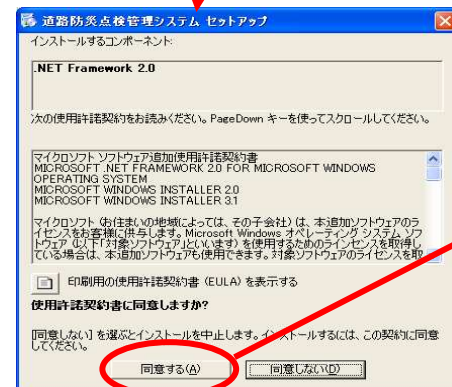 道路防災点検管理システム セットアップ
インストールするコンポーネント:
.NET Framework 2.0
次の使用許諾契約をお読みください。PageDown キーを使ってスクロールしてください。
マイクロソフト ソフトウェア追加使用許諾契約書
MICROSOFT .NET FRAMEWORK 2.0 FOR MICROSOFT WINDOWS
OPERATING SYSTEM
MICROSOFT WINDOWS INSTALLER 2.0
MICROSOFT WINDOWS INSTALLER 3.1
マイクロソフト (お住まいの地域によっては、その子会社) は、本追加ソフトウェアのラ
イセンスをお客様に供与します。Microsoft Windows オペレーティング システム ソフ
トウェア (以下「対象ソフトウェア」といいます) を使用するためのライセンスを取得し
ている場合は、本追加ソフトウェアも使用できます。対象ソフトウェアのライセンスを取
印刷用の使用許諾契約書 (EULA) を表示する
使用許諾契約書に同意しますか?
[同意しない] を選ぶとインストールを中止します。インストールするには、この契約に同意
してください。
同意する(A)
同意しない(D)